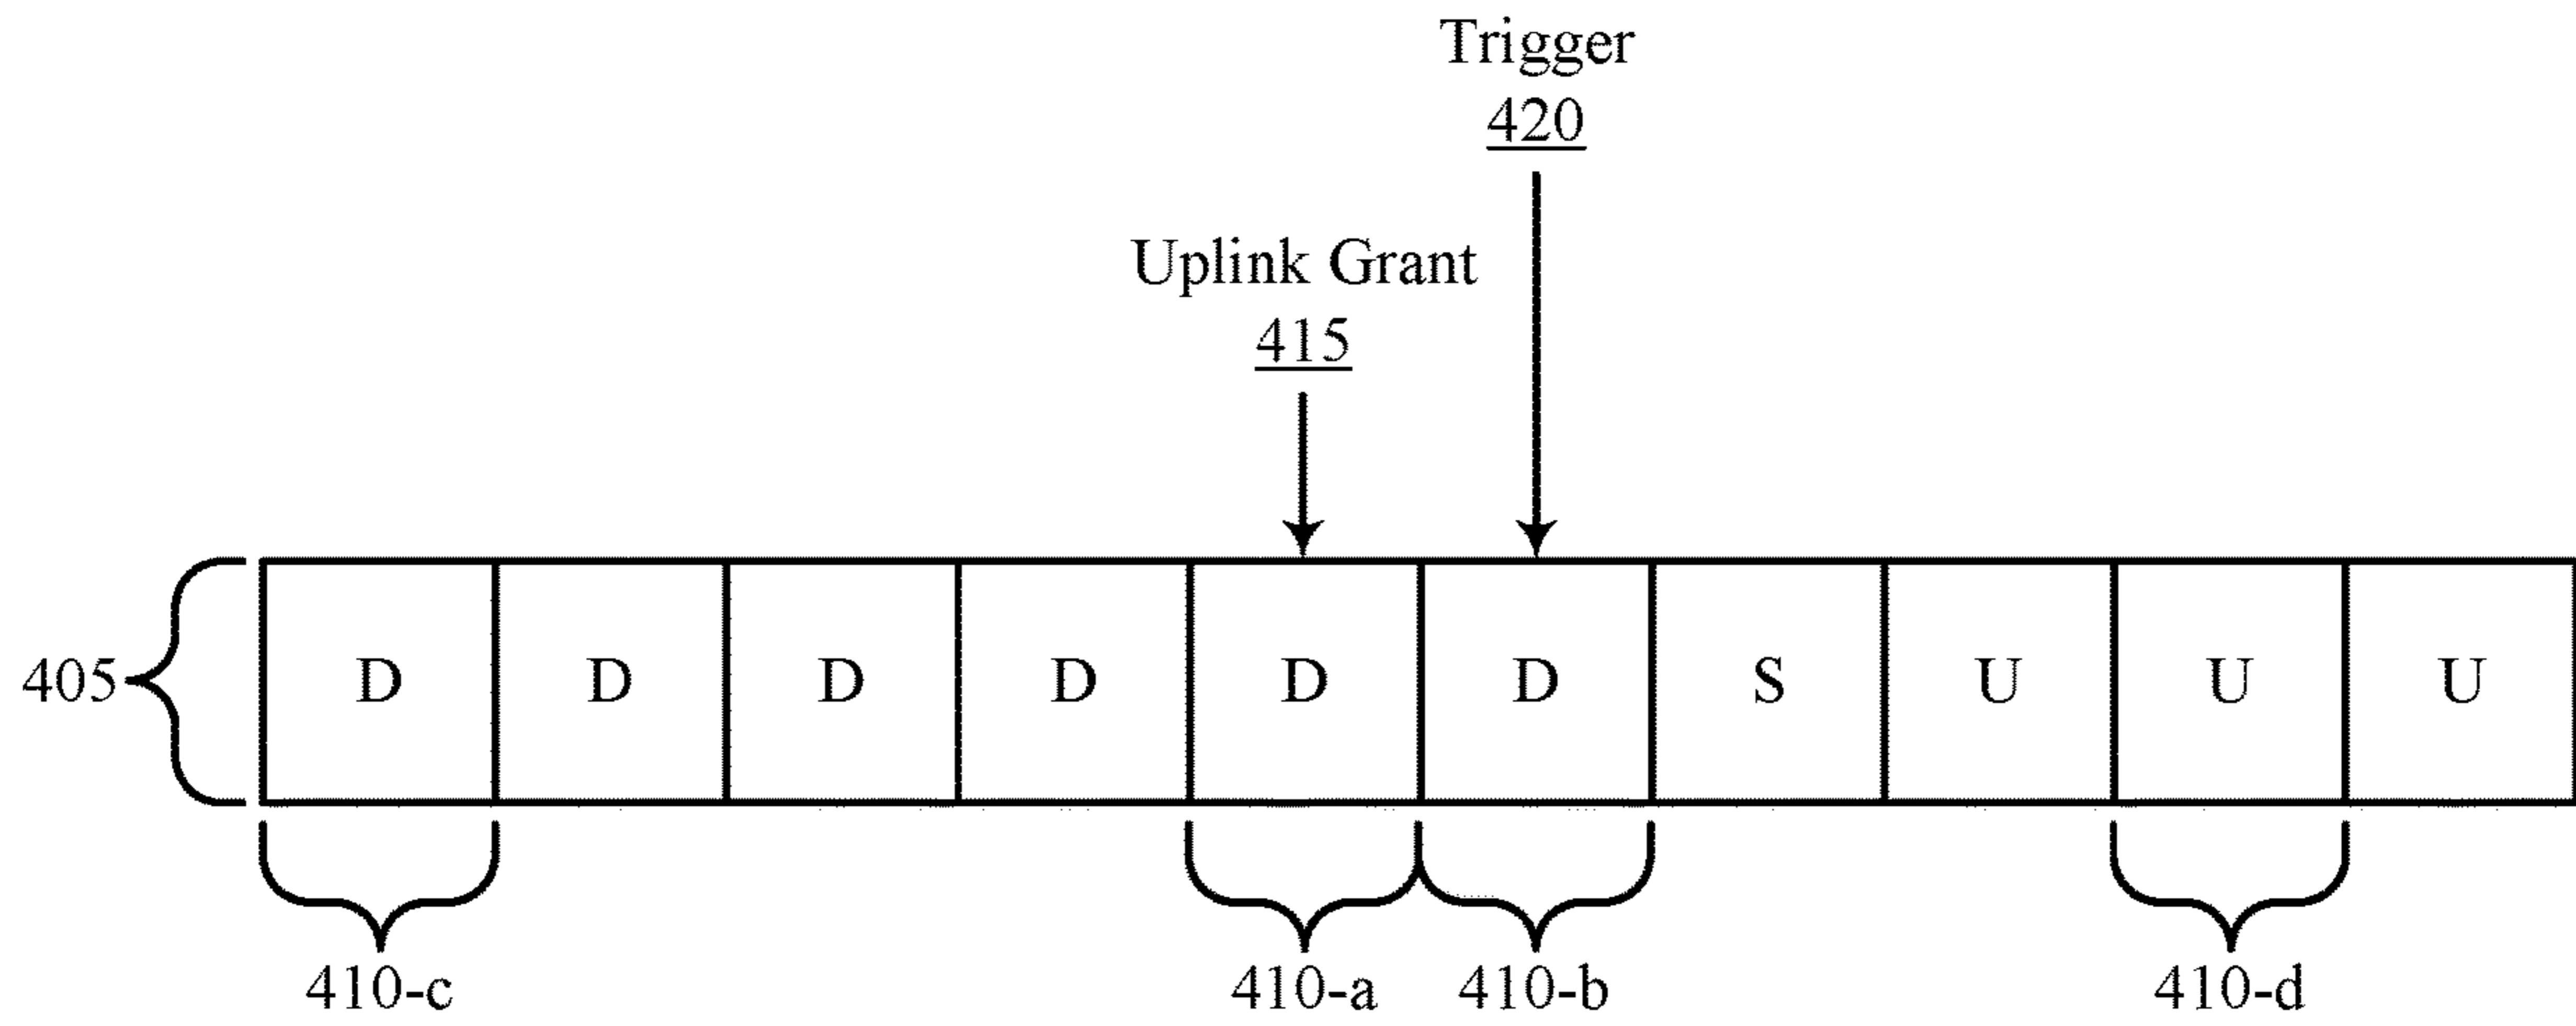 Trigger
420
Uplink Grant
415
405 D D D D D D S U U U
410-c 410-a 410-b 410-d